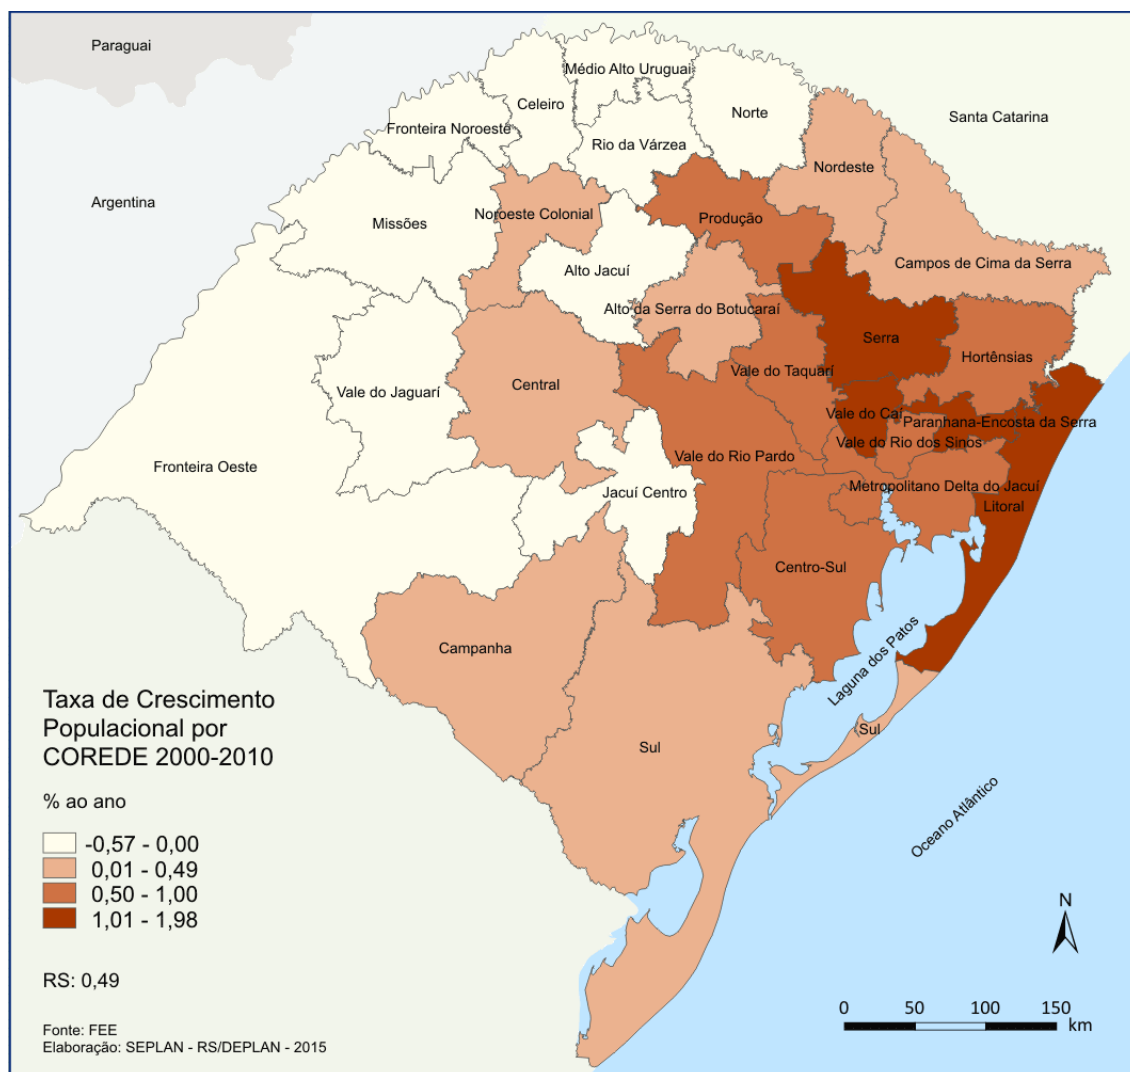 Paraguai
Médio Alto Uruguai
Celeiro
Norte
Santa Catarina
Fronteira Noroeste
Rio da Várzea
Nordeste
Argentina
Missões
Noroeste Colonial
Produção
Alto Jacuí
Campos de Cima da Serra
Alto da Serra do Botucaraí
Serra
Hortênsias
Vale do Taquarí
Central
Vale do Jaguarí
Vale do Caí
Paranhana-Encosta da Serra
Vale do Rio dos Sinos
Vale do Rio Pardo
Fronteira Oeste
Metropolitano Delta do Jacuí
Jacuí Centro
Litoral
Centro-Sul
Campanha
Laguna dos Patos
Taxa de Crescimento
Populacional por
COREDE 2000-2010
Sul
Sul
% ao ano
Oceano Atlântico
-0,57 - 0,00
0,01 - 0,49
0,50 - 1,00
1,01 - 1,98
N
RS: 0,49
0 50 100 150
km
Fonte: FEE
Elaboração: SEPLAN - RS/DEPLAN - 2015